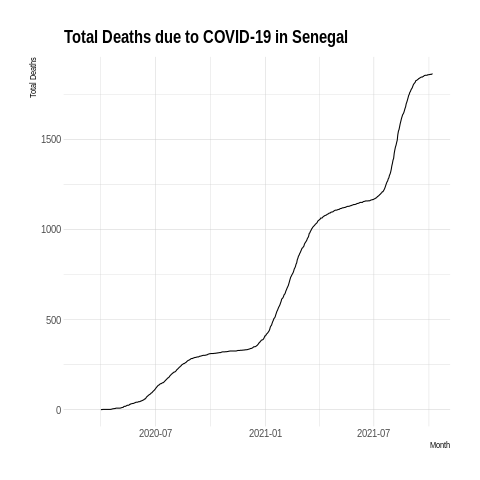 Total Deaths due to COVID-19 in Senegal
Total Deaths
1500
1000
500
0
2020-07
2021-01
2021-07
Month